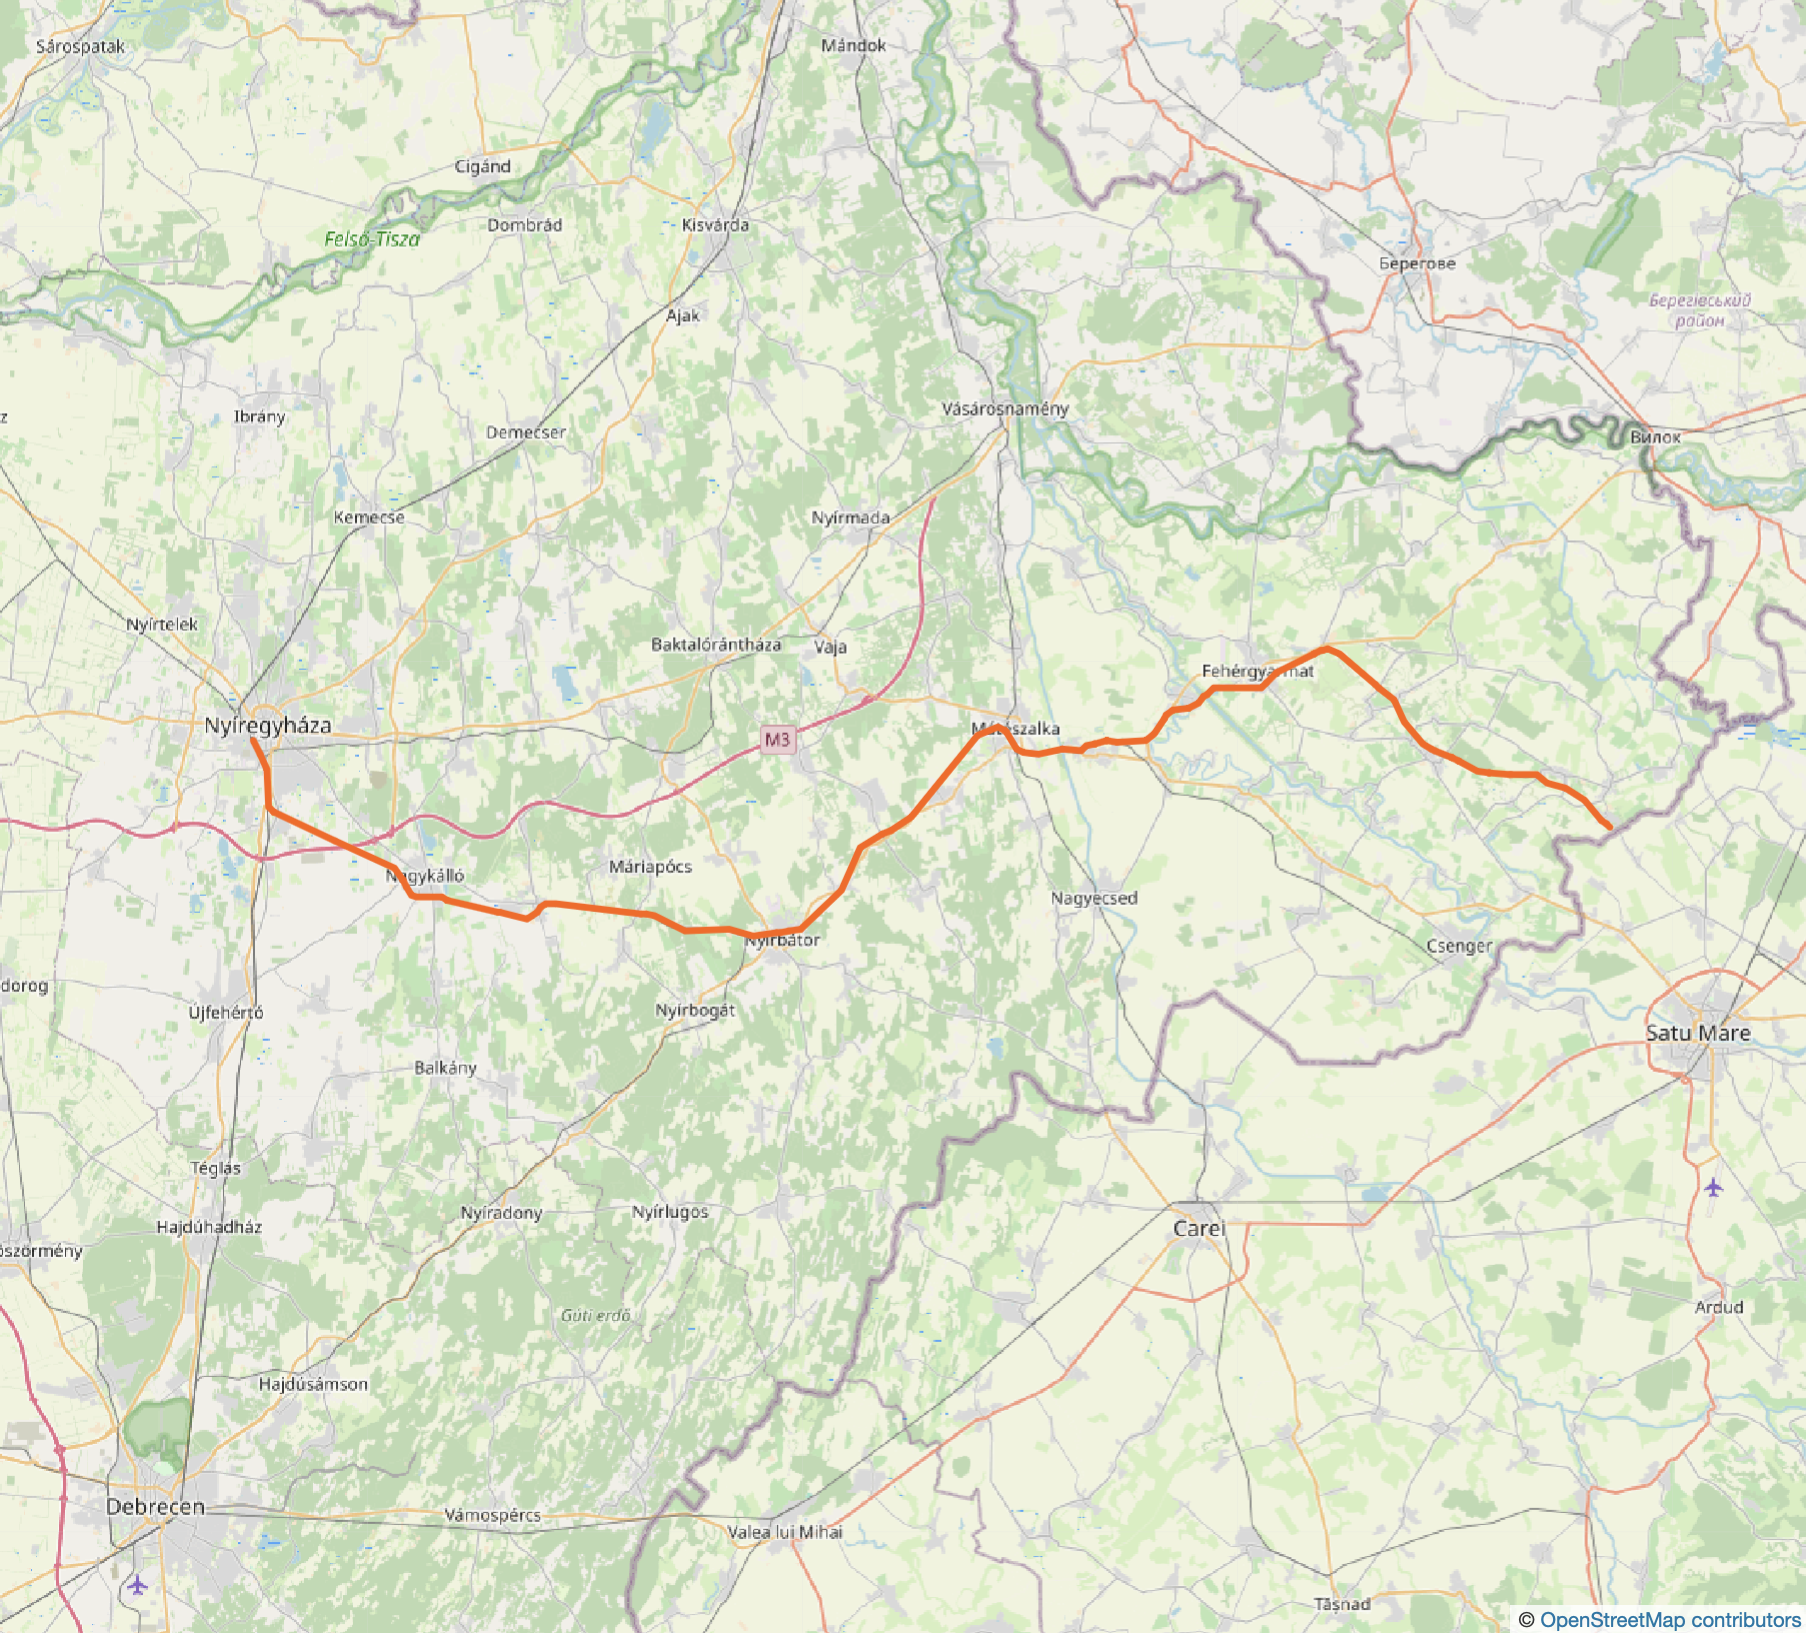 Sárospatak
Mándok
Cigánd
Dombrád
Kisvárda
Felső-Tisza
Берегове
Берегівський
район
Ajak
Vásárosnamény
z
Ibrány
Demecser
Вилок
Kemecse
Nyírmada
Nyírtelek
Baktalórántháza
Vaja
Fehérgyarmat
Nyíregyháza
Mátészalka
M3
Máriapócs
Nagykálló
Nagyecsed
Nyírbátor
Csenger
dorog
Újfehértó
Nyírbogát
Satu Mare
Balkány
Téglás
Nyíradony
Nyírlugos
Hajdúhadház
Carei
öszörmény
Ardud
Guti erdő
Hajdúsámson
Debrecen
Vámospércs
Valea lui Mihai
Tășnad
© OpenStreetMap contributors